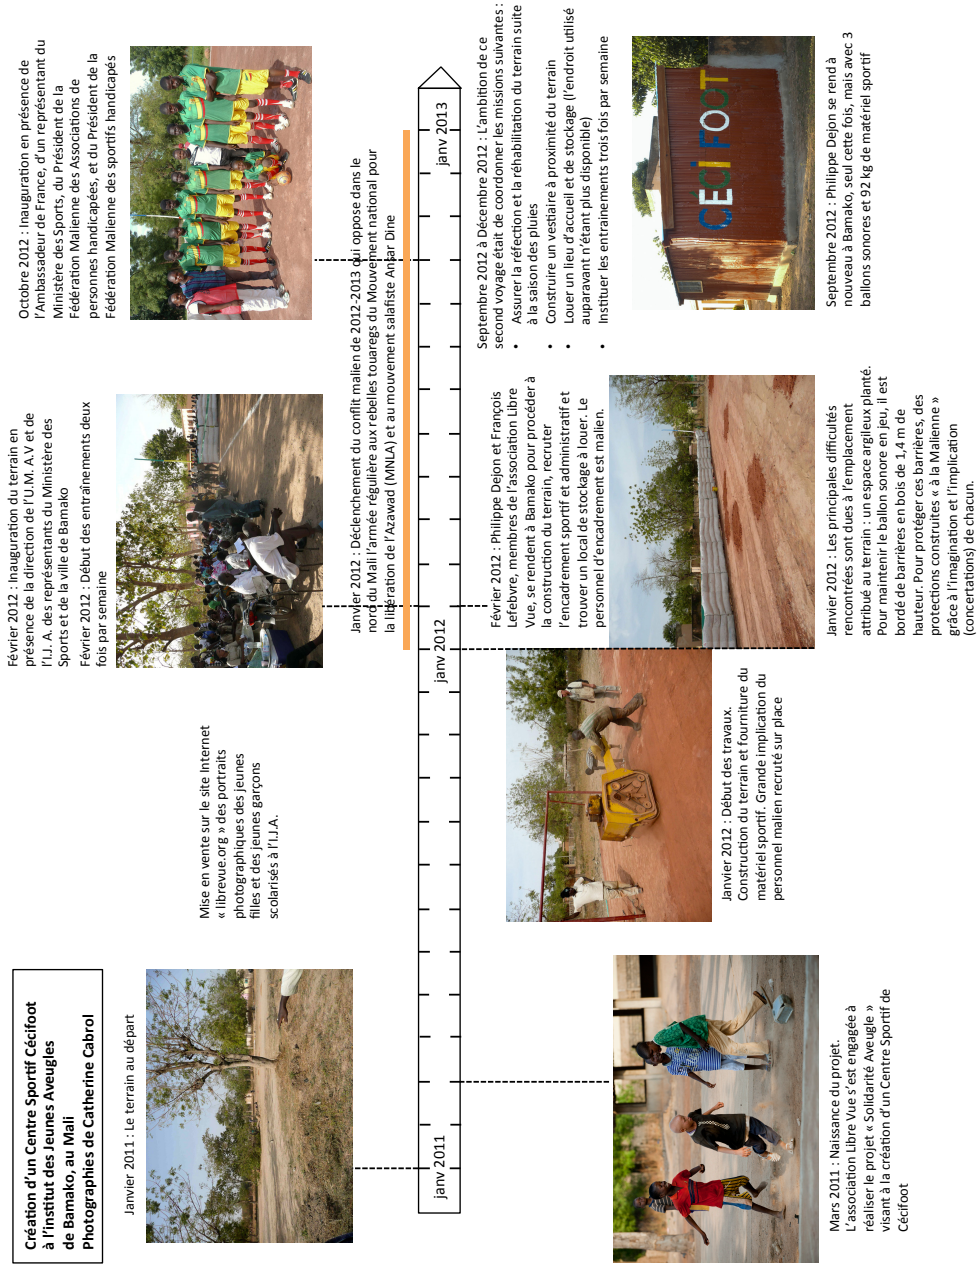 Création d'un Centre Sportif Cécifoot
à l'institut des Jeunes Aveugles
de Bamako, au Mali
Photographies de Catherine Cabrol
Janvier 2011 : Le terrain au départ
Mise en vente sur le site Internet
« librevue.org » des portraits
photographiques des jeunes
filles et des jeunes garçons
scolarisés à l'I.J.A.
Février 2012 : Inauguration du terrain en
présence de la direction de l'U.M. A.V et de
l'I.J. A. des représentants du Ministère des
Sports et de la ville de Bamako
Février 2012 : Début des entraînements deux
fois par semaine
Octobre 2012 : Inauguration en présence de
l'Ambassadeur de France, d'un représentant du
Ministère des Sports, du Président de la
Fédération Malienne des Associations de
personnes handicapées, et du Président de la
Fédération Malienne des sportifs handicapés
Janvier 2012 : Déclenchement du conflit malien de 2012-2013 qui oppose dans le
nord du Mali l'armée régulière aux rebelles touaregs du Mouvement national pour
la libération de l'Azawad (MNLA) et au mouvement salafiste Ansar Dine
janv 2011
janv 2012
janv 2013
Mars 2011 : Naissance du projet.
L'association Libre Vue s'est engagée à
réaliser le projet « Solidarité Aveugle »
visant à la création d'un Centre Sportif de
Cécifoot
Janvier 2012 : Début des travaux.
Construction du terrain et fourniture du
matériel sportif. Grande implication du
personnel malien recruté sur place
Février 2012 : Philippe Dejon et François
Lefebvre, membres de l'association Libre
Vue, se rendent à Bamako pour procéder à
la construction du terrain, recruter
l'encadrement sportif et administratif et
trouver un local de stockage à louer. Le
personnel d'encadrement est malien.
Janvier 2012 : Les principales difficultés
rencontrées sont dues à l'emplacement
attribué au terrain : un espace argileux planté.
Pour maintenir le ballon sonore en jeu, il est
bordé de barrières en bois de 1,4 m de
hauteur. Pour protéger ces barrières, des
protections construites « à la Malienne »
grâce à l'imagination et l'implication
(concertations) de chacun.
Septembre 2012 à Décembre 2012 : L'ambition de ce
second voyage était de coordonner les missions suivantes :
• Assurer la réfection et la réhabilitation du terrain suite
à la saison des pluies
• Construire un vestiaire à proximité du terrain
• Louer un lieu d'accueil et de stockage (l'endroit utilisé
auparavant n'étant plus disponible)
• Instituer les entrainements trois fois par semaine
CÉCI FOOT
Septembre 2012 : Philippe Dejon se rend à
nouveau à Bamako, seul cette fois, mais avec 3
ballons sonores et 92 kg de matériel sportif